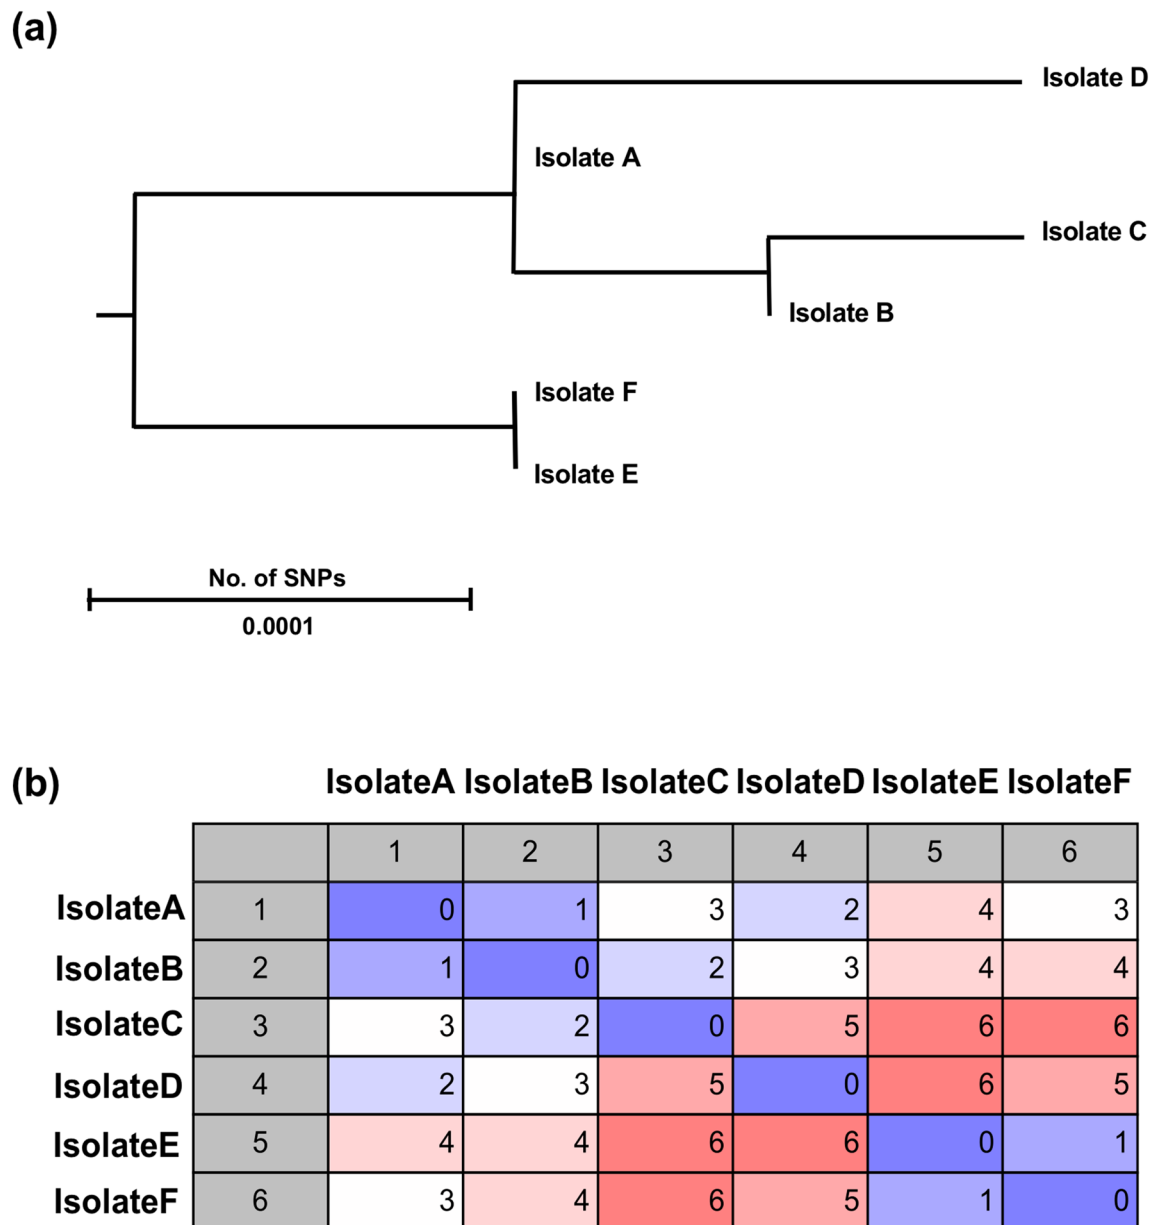 (a)
Isolate D
Isolate A
Isolate C
Isolate B
Isolate F
Isolate E
No. of SNPs
0.0001
(b)
IsolateA IsolateB IsolateC IsolateD IsolateE IsolateF
1 2 3 4 5 6
IsolateA 1 0 1 3 2 4 3
IsolateB 2 1 0 2 3 4 4
IsolateC 3 3 2 0 5 6 6
IsolateD 4 2 3 5 0 6 5
IsolateE 5 4 4 6 6 0 1
IsolateF 6 3 4 6 5 1 0